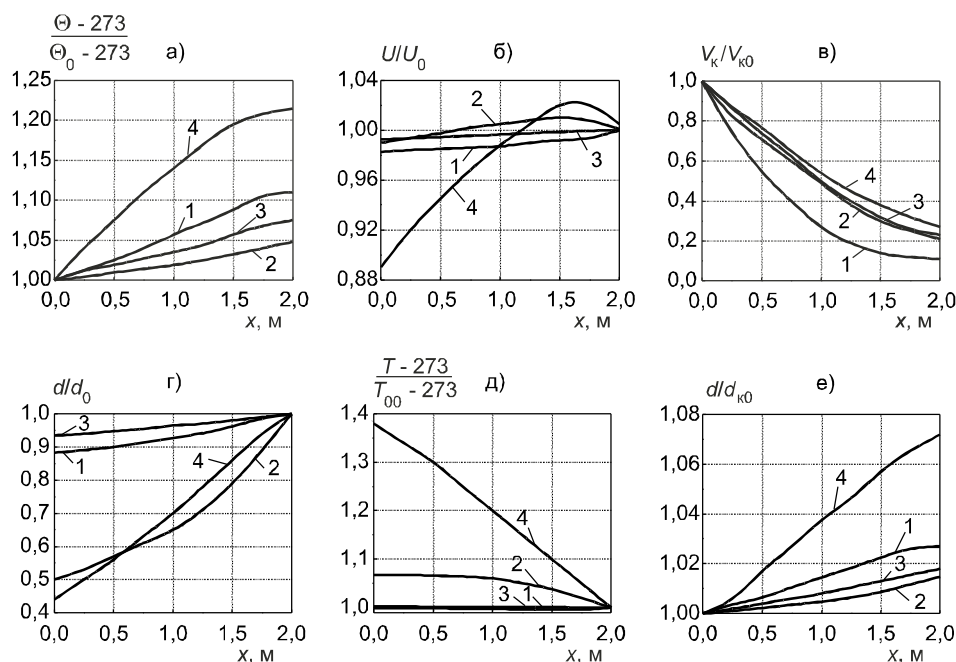 Θ - 273
Θ0 - 273
а)
1,25
1,20
1,15
1,10
1,05
1,00
4
1
3
2
0,0 0,5 1,0 1,5 2,0
x, м
U/U0
б)
1,04
1,00
0,96
0,92
0,88
2
1
3
4
0,0 0,5 1,0 1,5 2,0
x, м
Vк/Vк0
в)
1,0
0,8
0,6
0,4
0,2
0,0
4
3
2
1
0,0 0,5 1,0 1,5 2,0
x, м
d/d0
г)
1,0
0,9
0,8
0,7
0,6
0,5
0,4
3
1
4
2
0,0 0,5 1,0 1,5 2,0
x, м
T - 273
T00 - 273
д)
1,4
1,3
1,2
1,1
1,0
4
2
3 1
0,0 0,5 1,0 1,5 2,0
x, м
d/dк0
е)
1,08
1,06
1,04
1,02
1,00
4
1
3
2
0,0 0,5 1,0 1,5 2,0
x, м